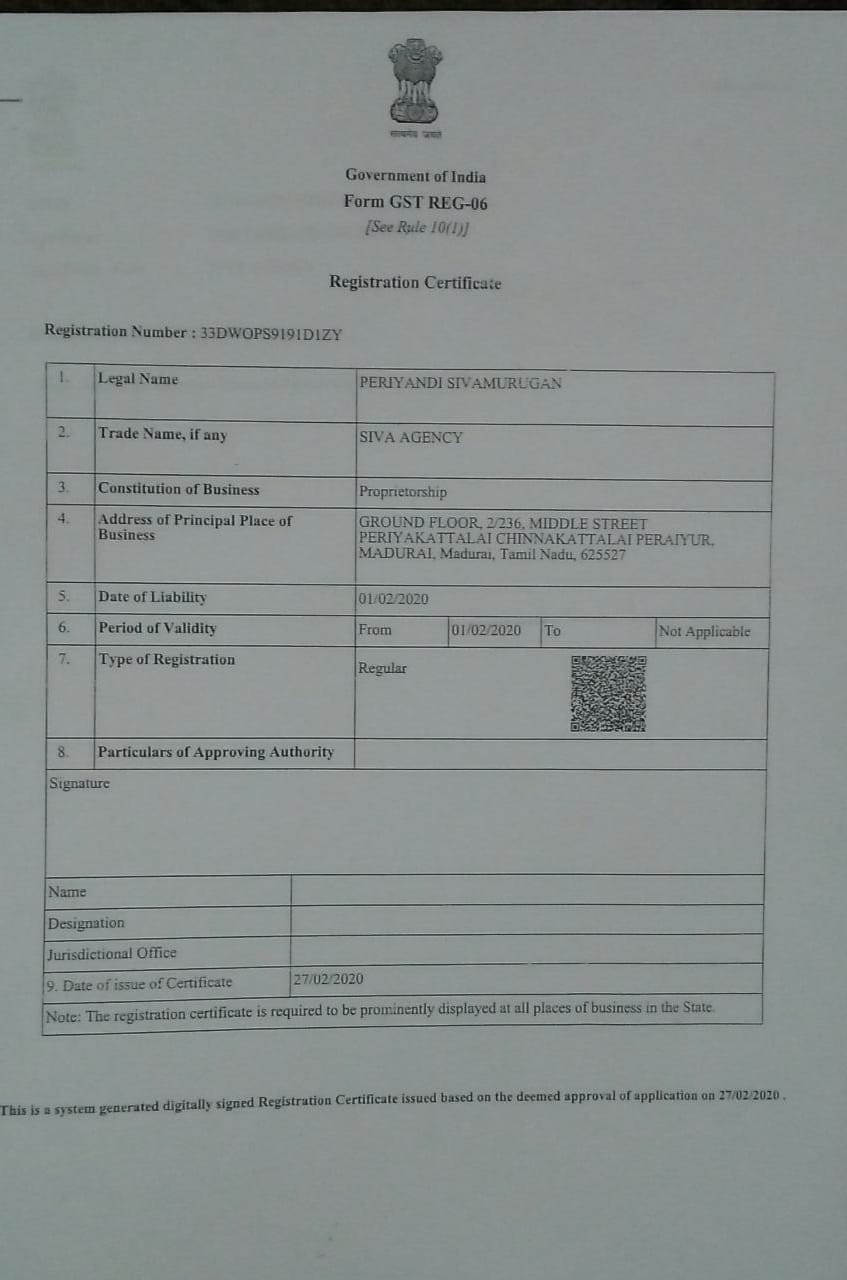 सत्यमेव जयते
Government of India
Form GST REG-06
[See Rule 10(1)]
Registration Certificate
Registration Number : 33DWOPS9191D1ZY
1. Legal Name PERIYANDI SIVAMURUGAN
2. Trade Name, if any SIVA AGENCY
3. Constitution of Business Proprietorship
4. Address of Principal Place of Business GROUND FLOOR, 2/236, MIDDLE STREET
PERIYAKATTALAI CHINNAKATTALAI PERAIYUR,
MADURAI, Madurai, Tamil Nadu, 625527
5. Date of Liability 01/02/2020
6. Period of Validity From 01/02/2020 To Not Applicable
7. Type of Registration Regular
8. Particulars of Approving Authority
Signature
Name
Designation
Jurisdictional Office
9. Date of issue of Certificate 27/02/2020
Note: The registration certificate is required to be prominently displayed at all places of business in the State.
This is a system generated digitally signed Registration Certificate issued based on the deemed approval of application on 27/02/2020 .